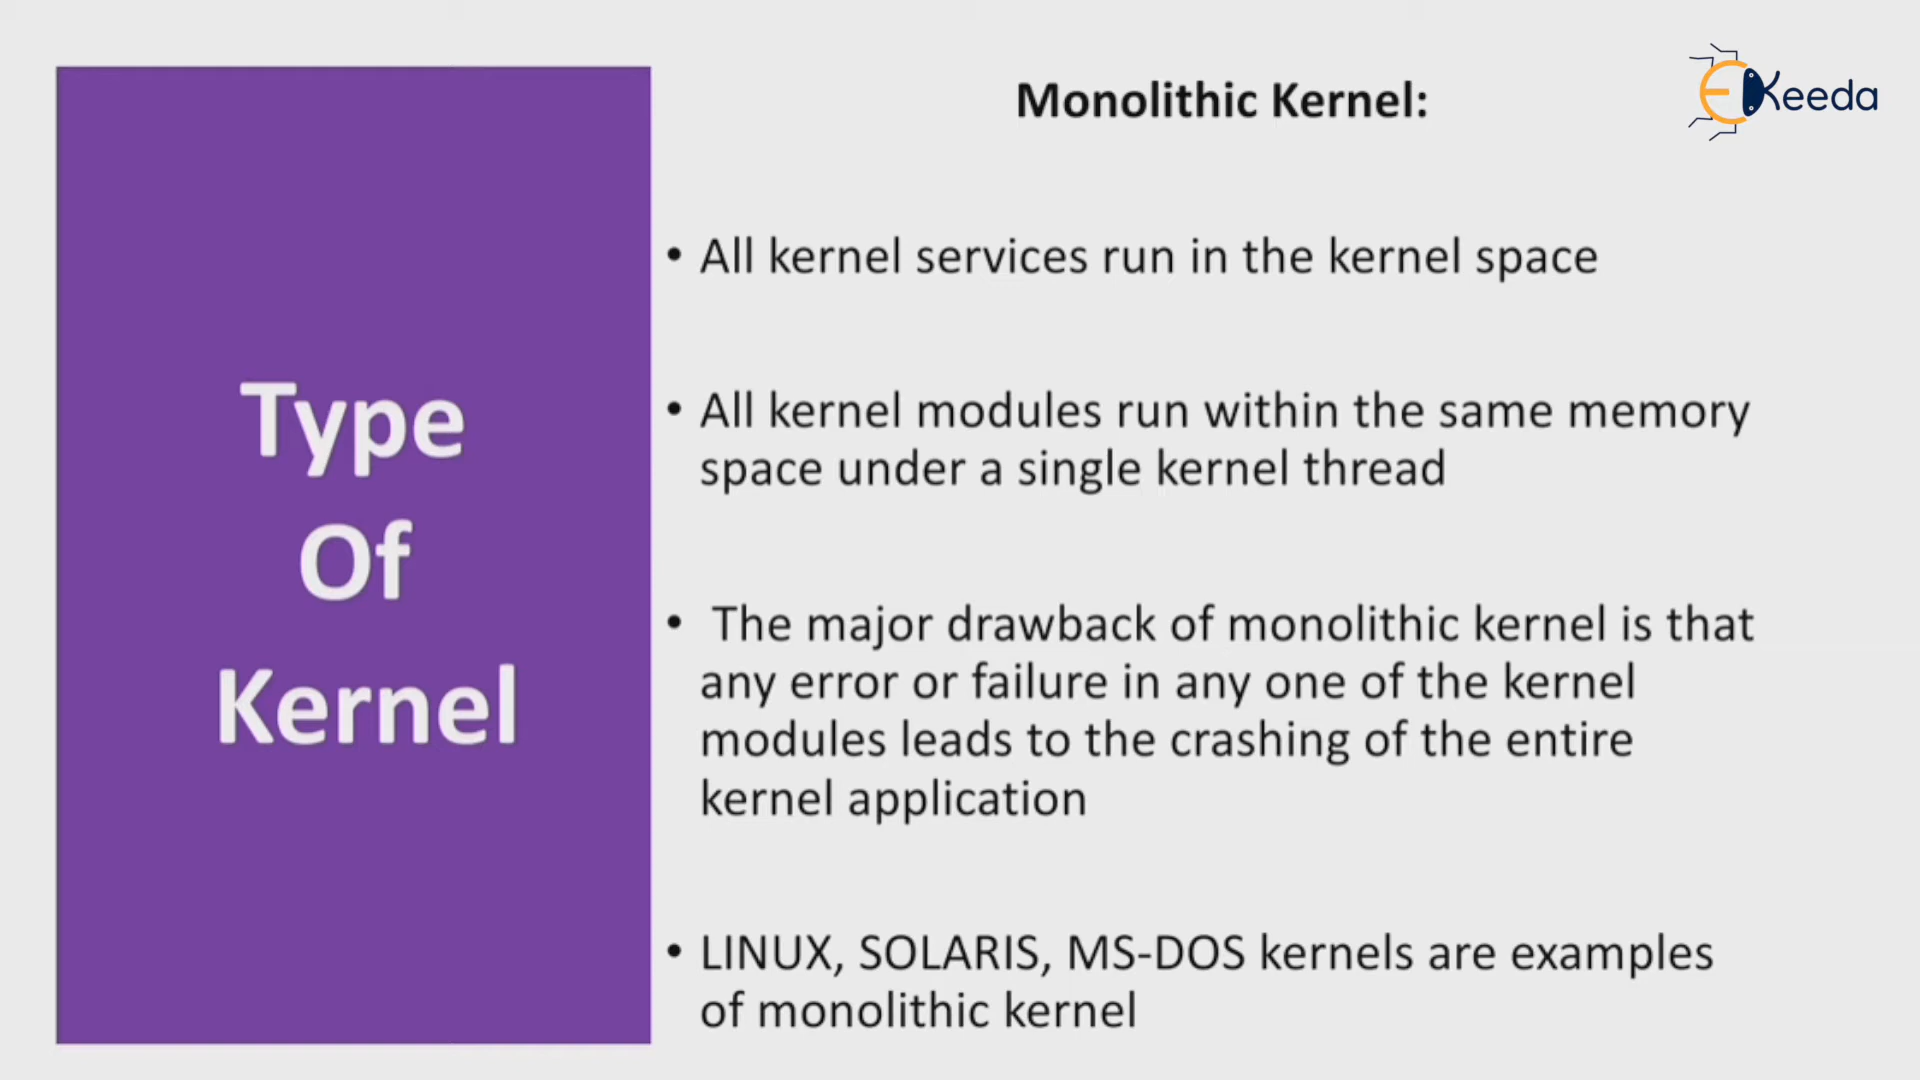 Type
Of
Kernel
Monolithic Kernel:
EKeeda
• All kernel services run in the kernel space
• All kernel modules run within the same memory
space under a single kernel thread
• The major drawback of monolithic kernel is that
any error or failure in any one of the kernel
modules leads to the crashing of the entire
kernel application
• LINUX, SOLARIS, MS-DOS kernels are examples
of monolithic kernel